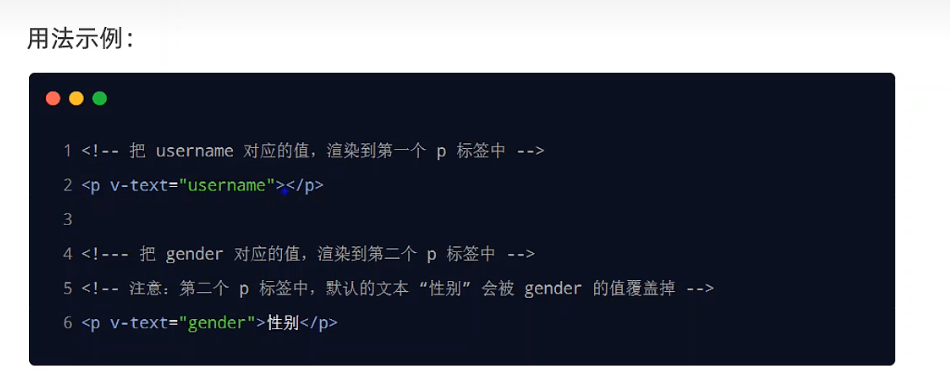 用法示例：
1 <!-- 把 username 对应的值，渲染到第一个 p 标签中 -->
2 <p v-text="username"></p>
3
4 <!--- 把 gender 对应的值，渲染到第二个 p 标签中 -->
5 <!-- 注意：第二个 p 标签中，默认的文本 “性别” 会被 gender 的值覆盖掉 -->
6 <p v-text="gender">性别</p>